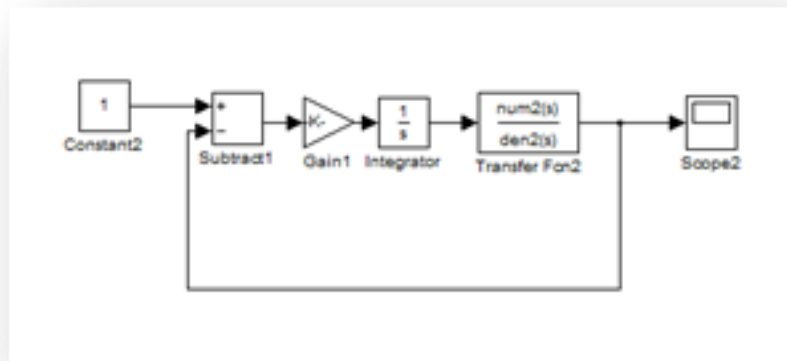 1
Constant2
+
−
Subtract1
-K-
Gain1
1
s
Integrator
num2(s)
den2(s)
Transfer Fcn2
Scope2